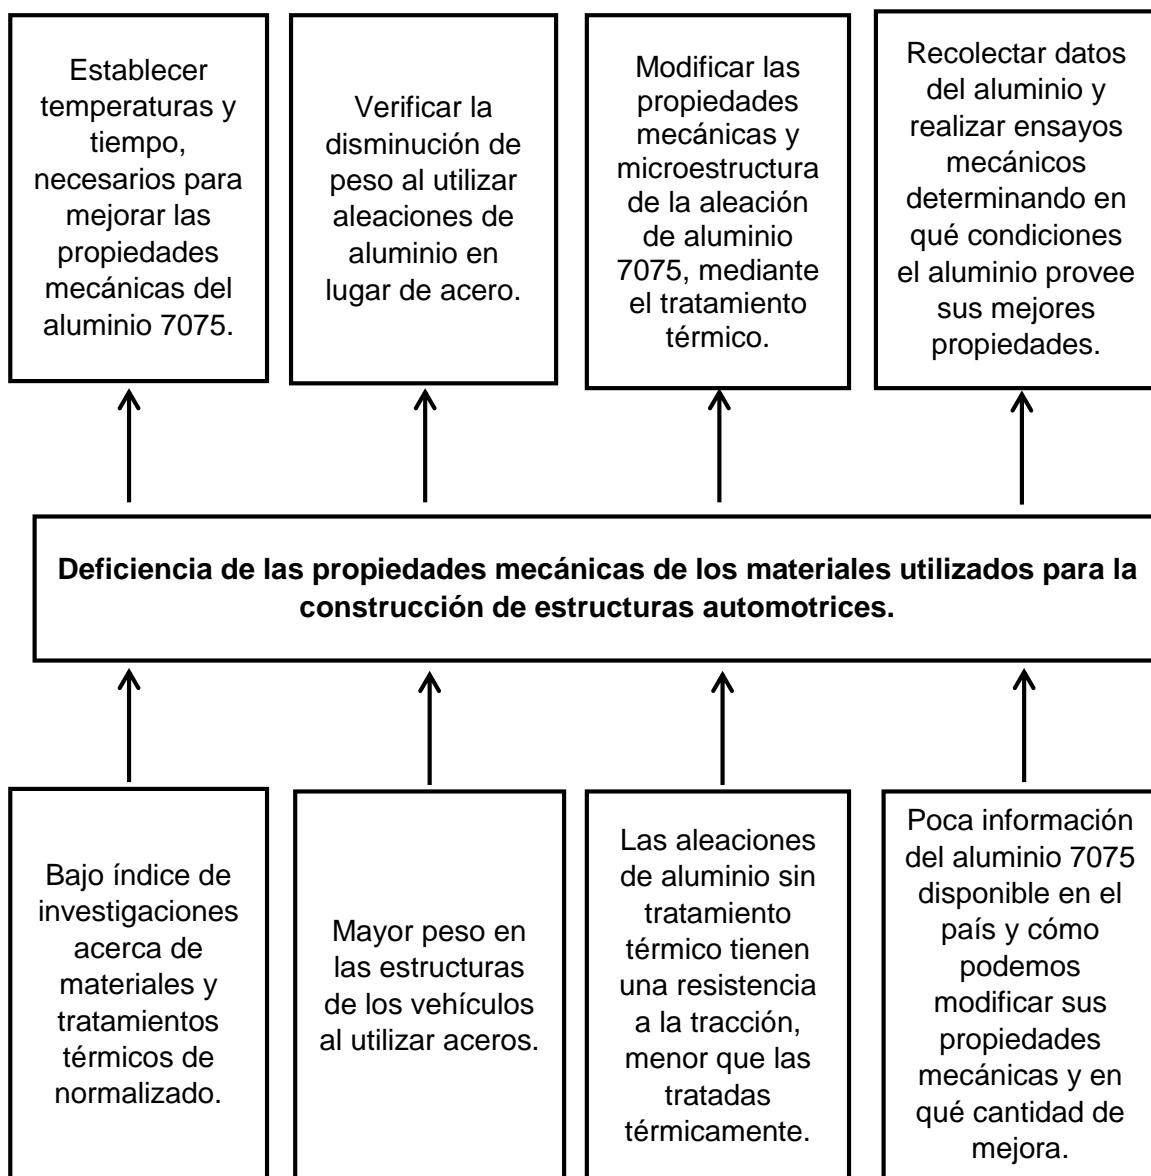 Establecer
temperaturas y
tiempo,
necesarios para
mejorar las
propiedades
mecánicas del
aluminio 7075.
Verificar la
disminución de
peso al utilizar
aleaciones de
aluminio en
lugar de acero.
Modificar las
propiedades
mecánicas y
microestructura
de la aleación
de aluminio
7075, mediante
el tratamiento
térmico.
Recolectar datos
del aluminio y
realizar ensayos
mecánicos
determinando en
qué condiciones
el aluminio provee
sus mejores
propiedades.
Deficiencia de las propiedades mecánicas de los materiales utilizados para la
construcción de estructuras automotrices.
Bajo índice de
investigaciones
acerca de
materiales y
tratamientos
térmicos de
normalizado.
Mayor peso en
las estructuras
de los vehículos
al utilizar aceros.
Las aleaciones
de aluminio sin
tratamiento
térmico tienen
una resistencia
a la tracción,
menor que las
tratadas
térmicamente.
Poca información
del aluminio 7075
disponible en el
país y cómo
podemos
modificar sus
propiedades
mecánicas y en
qué cantidad de
mejora.